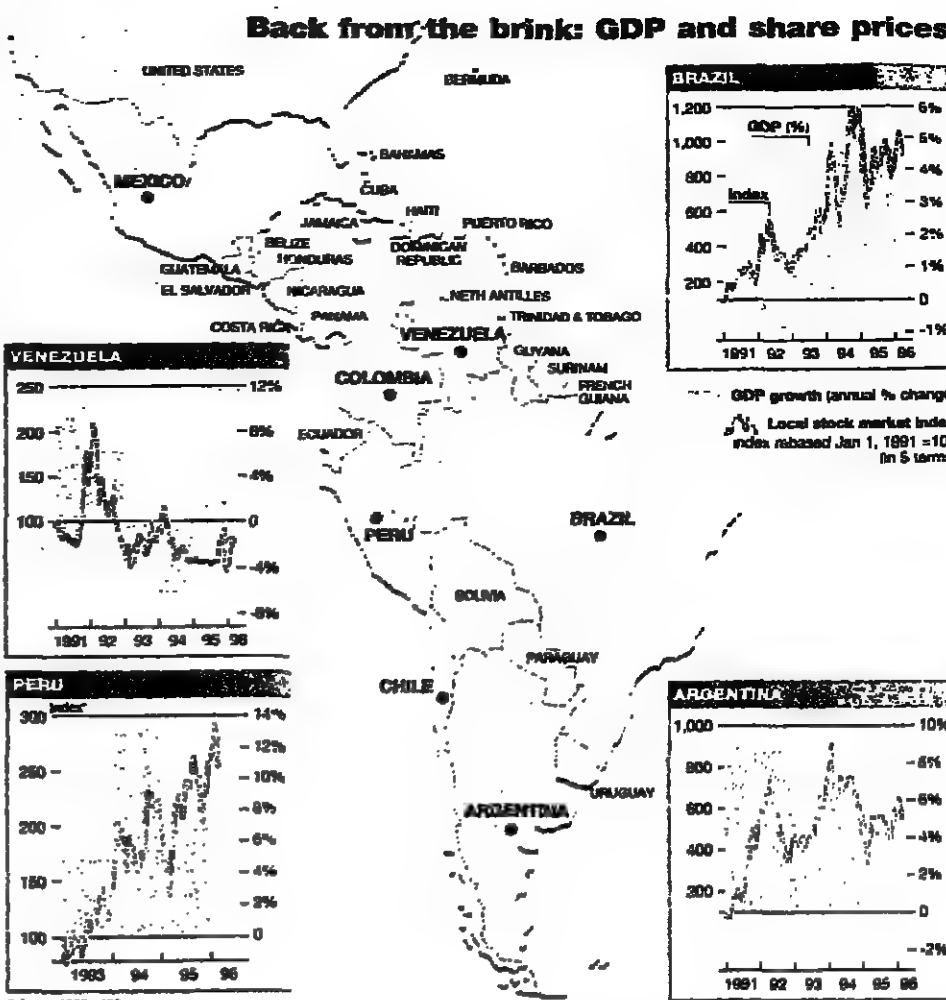 Back from the brink: GDP and share prices
UNITED STATES
BERMUDA
MEXICO
BAHAMAS
CUBA
HAITI
JAMAICA
PUERTO RICO
BELIZE
DOMINICAN
REPUBLIC
HONDURAS
GUATEMALA
BARBADOS
EL SALVADOR
NICARAGUA
NETH ANTILLES
PANAMA
TRINIDAD & TOBAGO
COSTA RICA
VENEZUELA
GUYANA
SURINAM
FRENCH
GUIANA
COLOMBIA
ECUADOR
PERU
BRAZIL
BOLIVIA
PARAGUAY
CHILE
URUGUAY
ARGENTINA
BRAZIL
1,200 6%
GDP (%)
1,000 5%
800 4%
Index 3%
600
400 2%
200 1%
0
-1%
1991 92 93 94 95 96
GDP growth (annual % change
Local stock market inde
Index rebased Jan 1, 1991 =10
(in $ terms
VENEZUELA
250 12%
200 8%
150 4%
100 0
-4%
-8%
1991 92 93 94 95 96
PERU
Index*
300 14%
12%
250 10%
8%
200 6%
150 4%
2%
100 0
1993 94 95 96
ARGENTINA
1,000 10%
800 8%
600 6%
400 4%
200 2%
0
-2%
1991 92 93 94 95 96